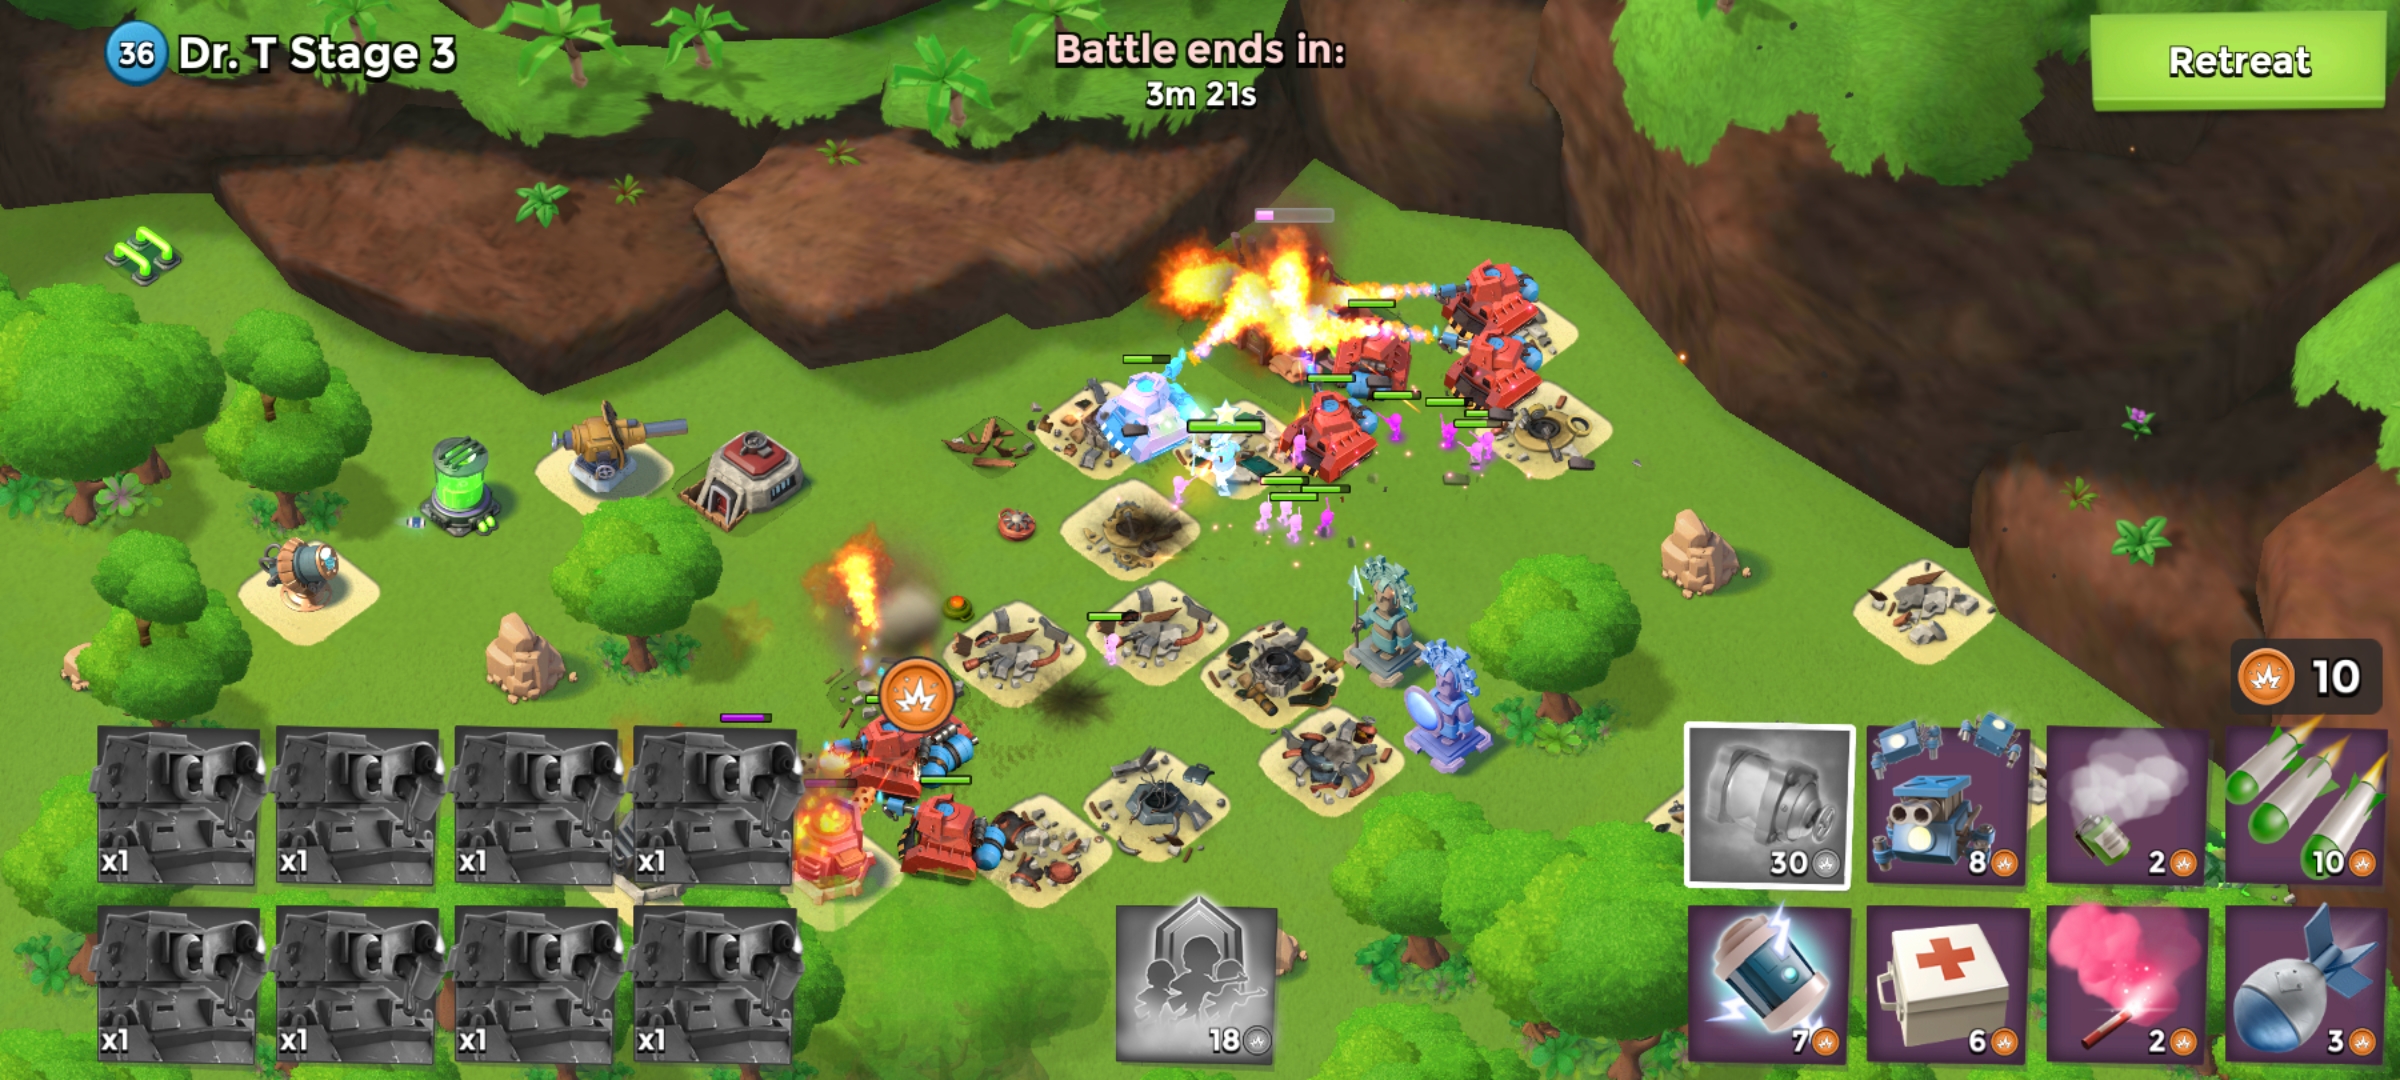 36 Dr. T Stage 3
Battle ends in:
3m 21s
Retreat
10
x1 x1 x1 x1
30 8 2 10
x1 x1 x1 x1
18
7 6 2 3